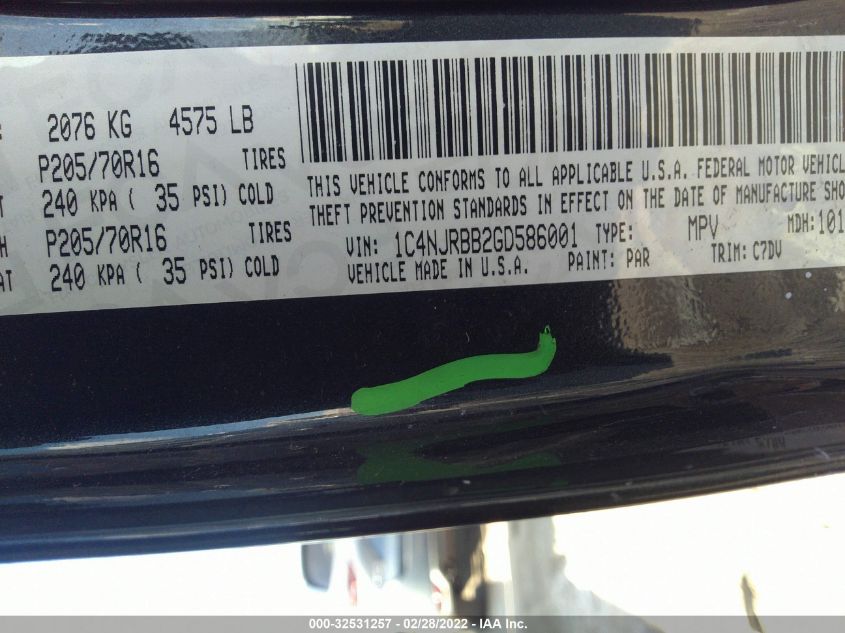 : 2076 KG 4575 LB
P205/70R16 TIRES
T 240 KPA ( 35 PSI) COLD
H P205/70R16 TIRES
AT 240 KPA ( 35 PSI) COLD
THIS VEHICLE CONFORMS TO ALL APPLICABLE U.S.A. FEDERAL MOTOR VEHICL
THEFT PREVENTION STANDARDS IN EFFECT ON THE DATE OF MANUFACTURE SHO
VIN: 1C4NJRBB2GD586001 TYPE: MPV MDH:101
VEHICLE MADE IN U.S.A. PAINT: PAR TRIM: C7DV
000-32531257 - 02/28/2022 - IAA Inc.